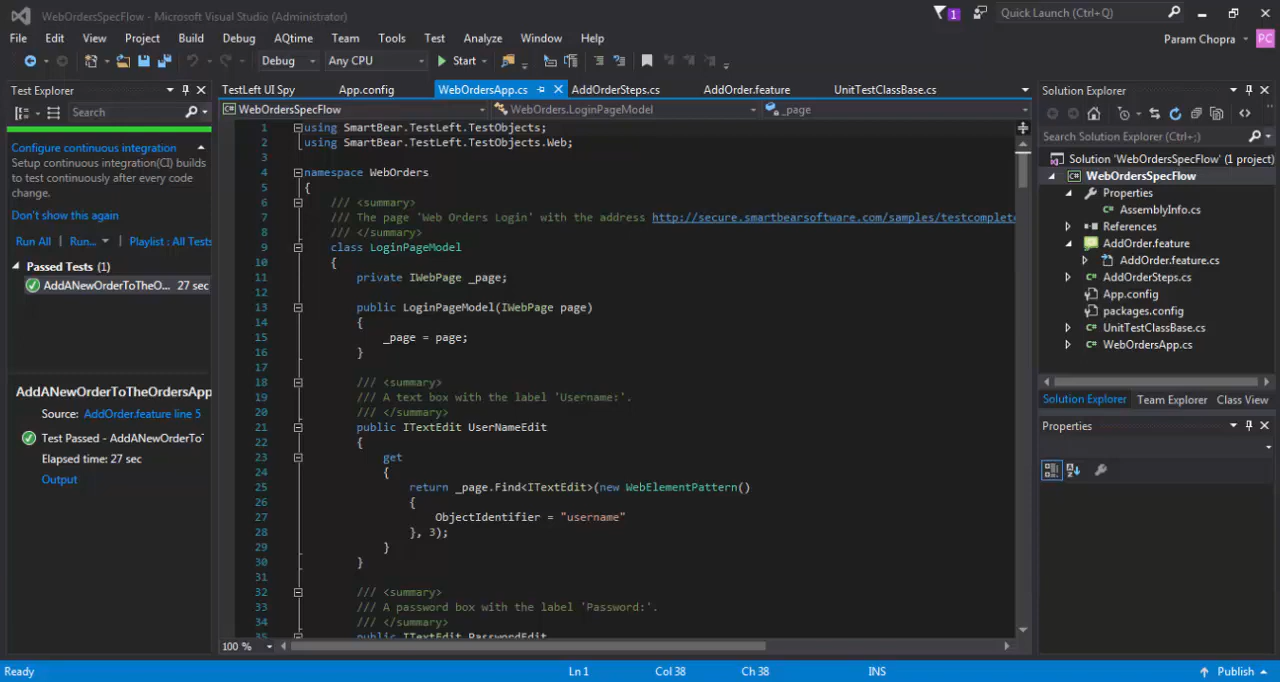 WebOrdersSpecFlow - Microsoft Visual Studio (Administrator)
1
Quick Launch (Ctrl+Q)
File Edit View Project Build Debug AQtime Team Tools Test Analyze Window Help
Param Chopra
PC
Debug
Any CPU
Start
Test Explorer
Search
Configure continuous integration
Setup continuous integration(CI) builds
to test continuously after every code
change.
Don't show this again
Run All | Run... | Playlist : All Tests
Passed Tests (1)
AddANewOrderToTheO... 27 sec
AddANewOrderToTheOrdersApp
Source: AddOrder.feature line 5
Test Passed - AddANewOrderTo
Elapsed time: 27 sec
Output
TestLeft UI Spy App.config WebOrdersApp.cs AddOrderSteps.cs AddOrder.feature UnitTestClassBase.cs
WebOrdersSpecFlow WebOrders.LoginPageModel _page
1 using SmartBear.TestLeft.TestObjects;
2 using SmartBear.TestLeft.TestObjects.Web;
3
4 namespace WebOrders
5 {
6 /// <summary>
7 /// The page 'Web Orders Login' with the address http://secure.smartbearsoftware.com/samples/testcomplete
8 /// </summary>
9 class LoginPageModel
10 {
11 private IWebPage _page;
12
13 public LoginPageModel(IWebPage page)
14 {
15 _page = page;
16 }
17
18 /// <summary>
19 /// A text box with the label 'Username:'.
20 /// </summary>
21 public ITextEdit UserNameEdit
22 {
23 get
24 {
25 return _page.Find<ITextEdit>(new WebElementPattern()
26 {
27 ObjectIdentifier = "username"
28 }, 3);
29 }
30 }
31
32 /// <summary>
33 /// A password box with the label 'Password:'.
34 /// </summary>
35 public ITextEdit PasswordEdit
100 %
Solution Explorer
Search Solution Explorer (Ctrl+;)
Solution 'WebOrdersSpecFlow' (1 project)
WebOrdersSpecFlow
Properties
AssemblyInfo.cs
References
AddOrder.feature
AddOrder.feature.cs
AddOrderSteps.cs
App.config
packages.config
UnitTestClassBase.cs
WebOrdersApp.cs
Solution Explorer Team Explorer Class View
Properties
Ready Ln 1 Col 38 Ch 38 INS Publish